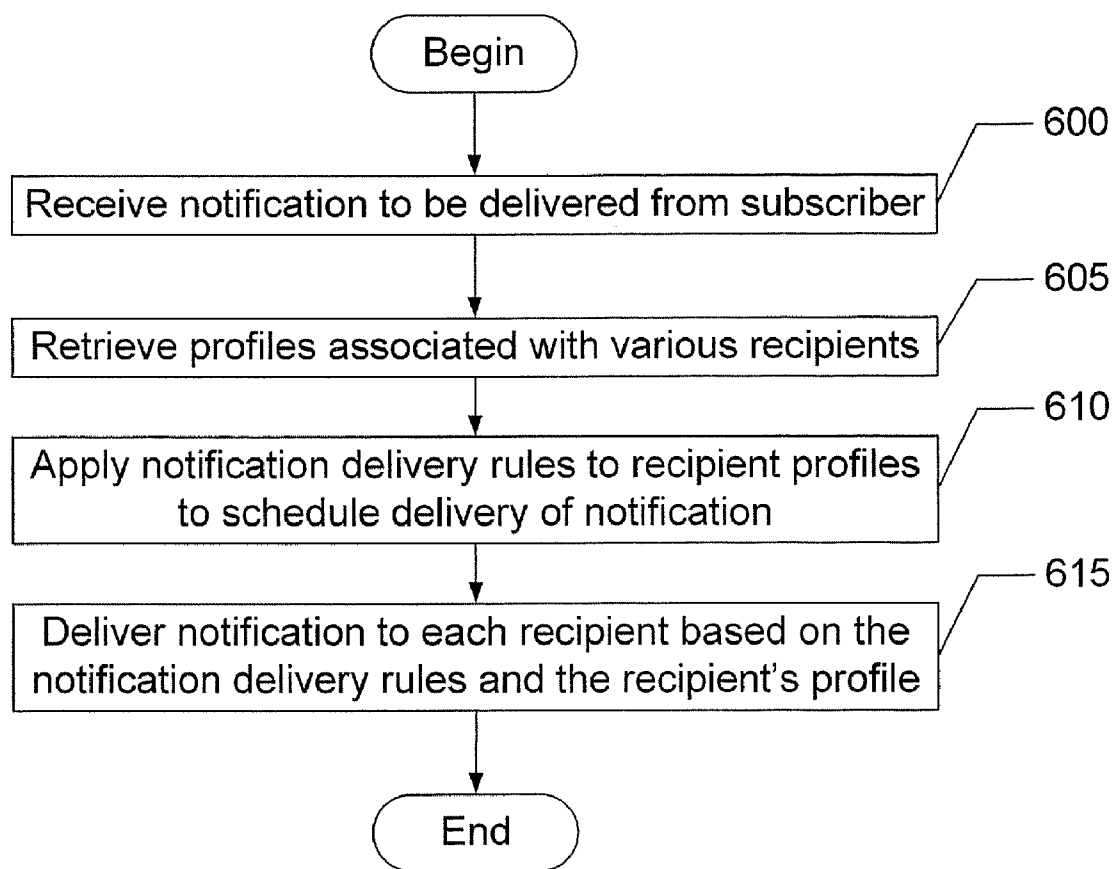 Begin
600
Receive notification to be delivered from subscriber
605
Retrieve profiles associated with various recipients
610
Apply notification delivery rules to recipient profiles
to schedule delivery of notification
615
Deliver notification to each recipient based on the
notification delivery rules and the recipient's profile
End